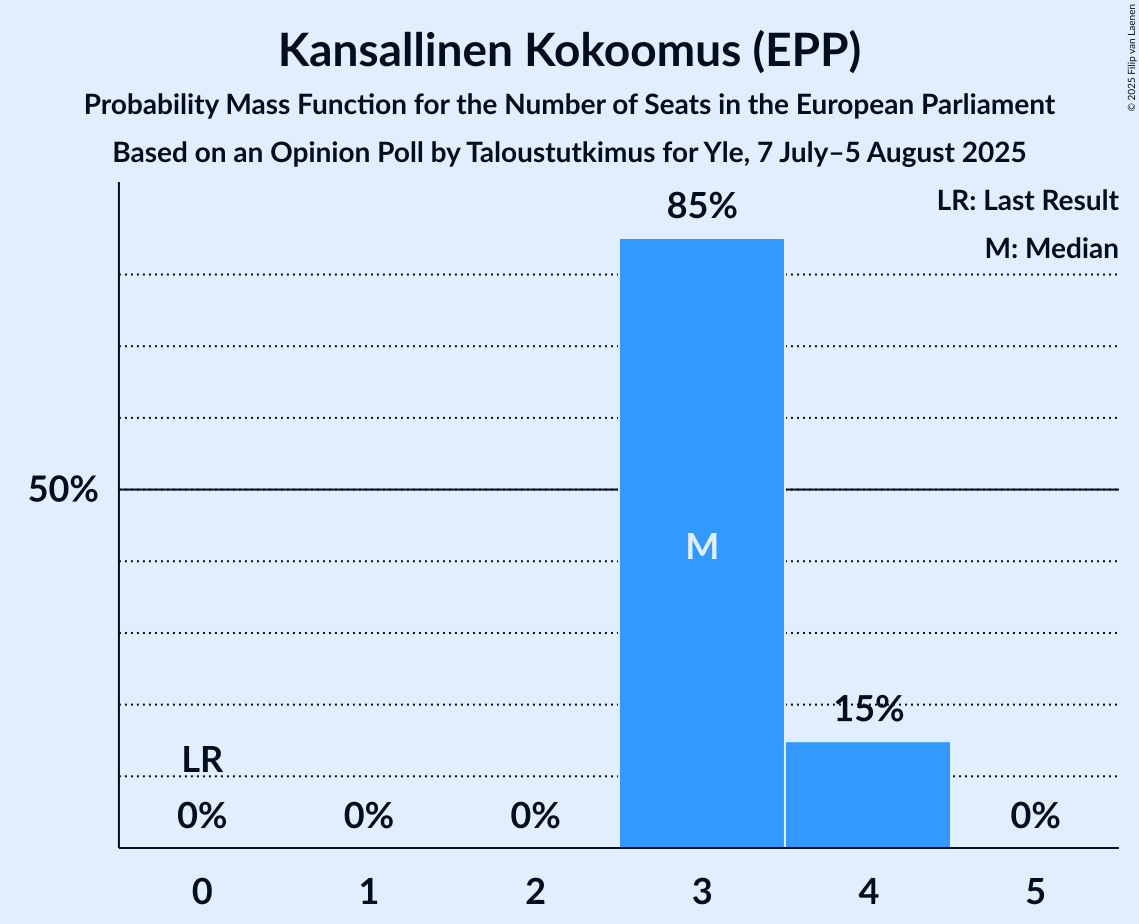 Kansallinen Kokoomus (EPP)
Probability Mass Function for the Number of Seats in the European Parliament
Based on an Opinion Poll by Taloustutkimus for Yle, 7 July–5 August 2025
© 2025 Filip van Laenen
LR: Last Result
M: Median
85%
50%
M
15%
LR
0%
0%
0%
0%
0
1
2
3
4
5